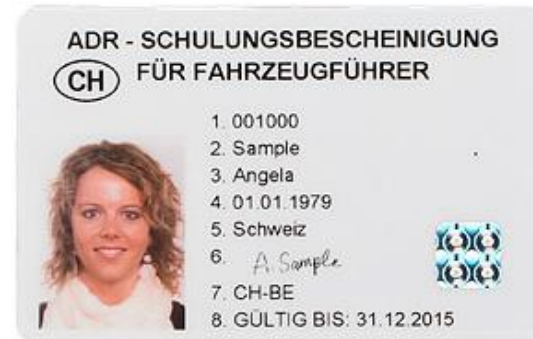 ADR - SCHULUNGSBESCHEINIGUNG
CH FÜR FAHRZEUGFÜHRER
1. 001000
2. Sample
3. Angela
4. 01.01.1979
5. Schweiz
6. A. Sample
7. CH-BE
8. GÜLTIG BIS: 31.12.2015